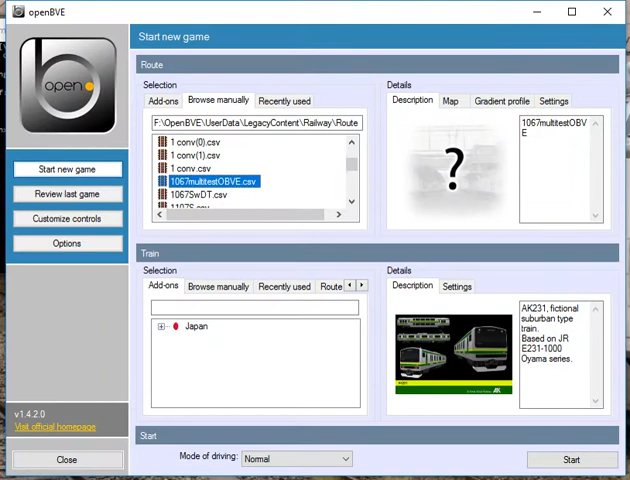 openBVE
open
Start new game
Review last game
Customize controls
Options
v1.4.2.0
Visit official homepage
Close
Start new game
Route
Selection
Add-ons
Browse manually
Recently used
F:\OpenBVE\UserData\LegacyContent\Railway\Route
1 conv(0).csv
1 conv(1).csv
1 conv.csv
1067multitestOBVE.csv
1067SwDT.csv
Details
Description
Map
Gradient profile
Settings
?
1067multitestOBV
E
Train
Selection
Add-ons
Browse manually
Recently used
Route
Japan
Details
Description
Settings
AK
AK231, fictional
suburban type
train.
Based on JR
E231-1000
Oyama series.
Start
Mode of driving:
Normal
Start